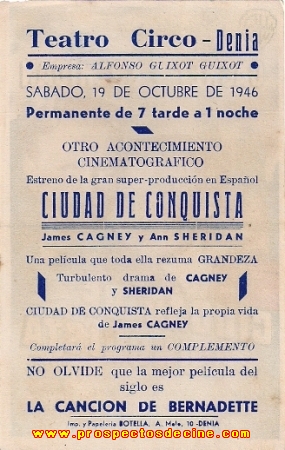 Teatro Circo - Denia
Empresa: ALFONSO GUIXOT GUIXOT
SABADO, 19 DE OCTUBRE DE 1946
Permanente de 7 tarde a 1 noche
OTRO ACONTECIMIENTO
CINEMATOGRAFICO
Estreno de la gran super-producción en Español
CIUDAD DE CONQUISTA
James CAGNEY y Ann SHERIDAN
Una película que toda ella rezuma GRANDEZA
Turbulento drama de CAGNEY
y SHERIDAN
CIUDAD DE CONQUISTA refleja la propia vida
de James CAGNEY
Completará el programa un COMPLEMENTO
NO OLVIDE que la mejor película del
siglo es
LA CANCION DE BERNADETTE
Imp. y Papelería BOTELLA. A. Male, 10 -DENIA
www.prospectosdecine.com